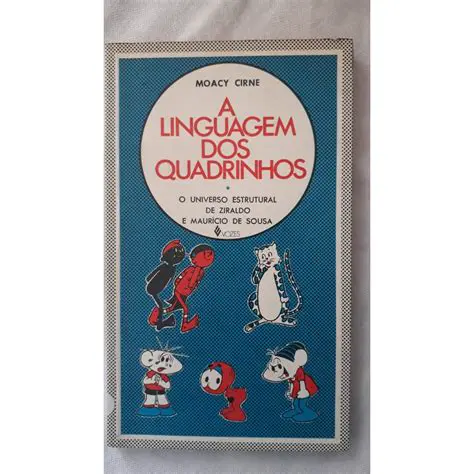 MOACY CIRNE
A
LINGUAGEM
DOS
QUADRINHOS
O UNIVERSO ESTRUTURAL
DE ZIRALDO
E MAURÍCIO DE SOUSA
VOZES